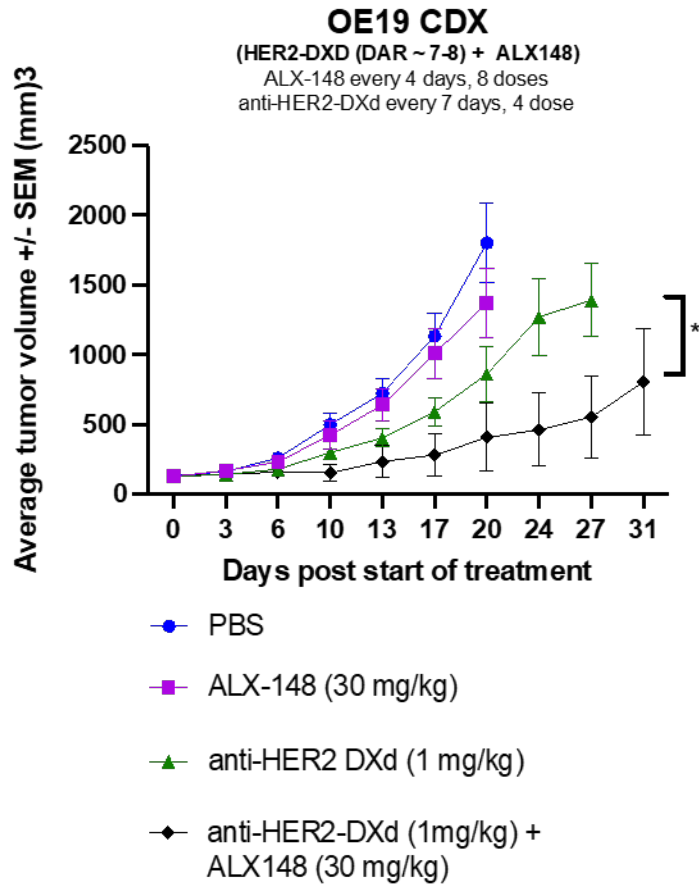 OE19 CDX
(HER2-DXD (DAR ~ 7-8) + ALX148)
ALX-148 every 4 days, 8 doses
anti-HER2-DXd every 7 days, 4 dose
Average tumor volume +/- SEM (mm)3
2500
2000
1500
1000
500
0
*
0 3 6 10 13 17 20 24 27 31
Days post start of treatment
PBS
ALX-148 (30 mg/kg)
anti-HER2 DXd (1 mg/kg)
anti-HER2-DXd (1mg/kg) +
ALX148 (30 mg/kg)